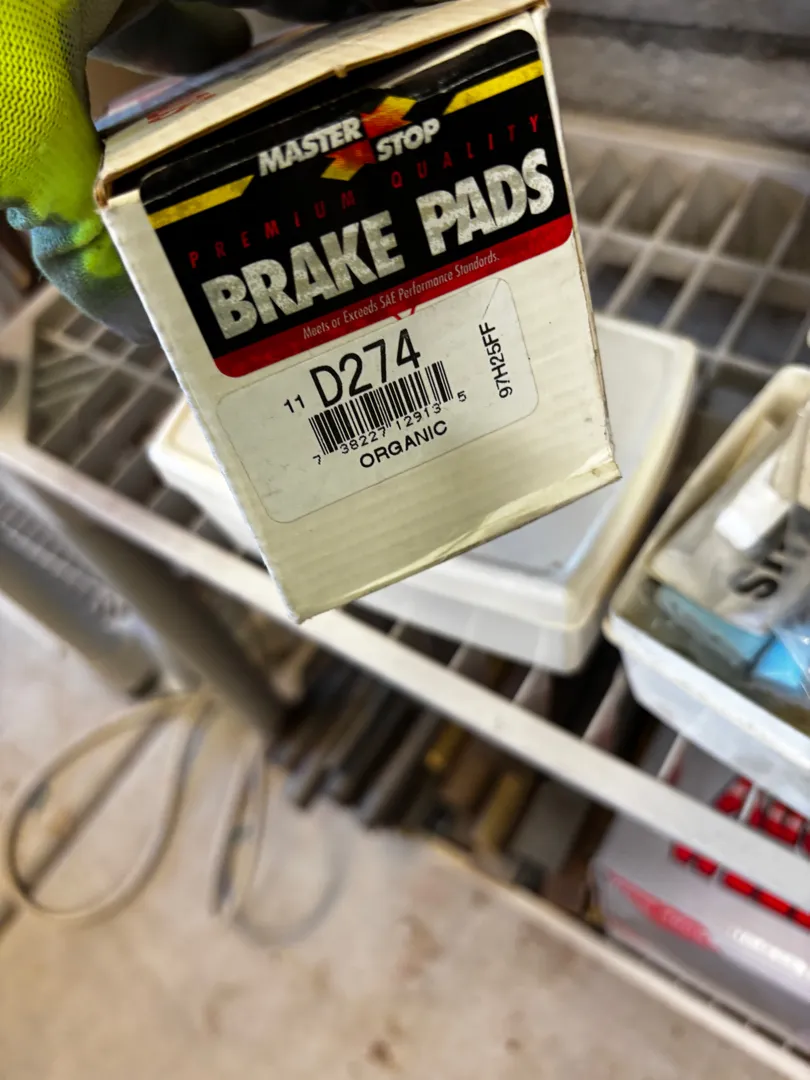 MASTER STOP
PREMIUM QUALITY
BRAKE PADS
Meets or Exceeds SAE Performance Standards.
11 D274
97H25FF
7 38227 12913 5
ORGANIC